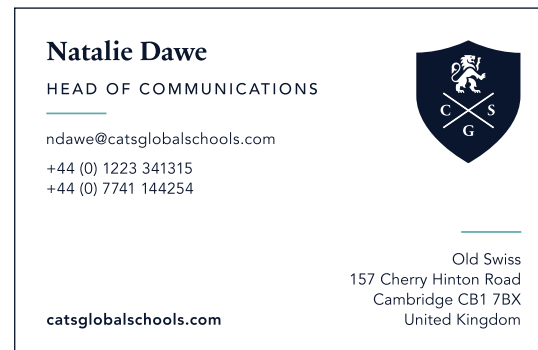 Natalie Dawe
HEAD OF COMMUNICATIONS
ndawe@catsglobalschools.com
+44 (0) 1223 341315
+44 (0) 7741 144254
C S
G
Old Swiss
157 Cherry Hinton Road
Cambridge CB1 7BX
United Kingdom
catsglobalschools.com